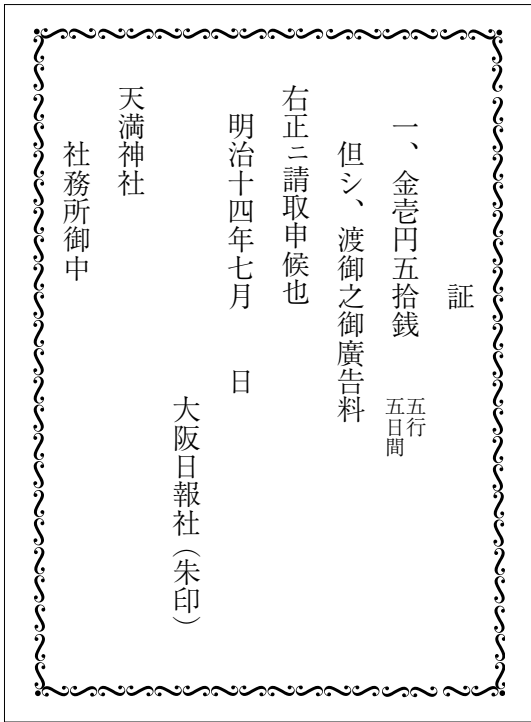 証
一、金壱円五拾銭
五行
五日間
但シ、渡御之御廣告料
右正ニ請取申候也
明治十四年七月　　日
大阪日報社（朱印）
天満神社
社務所御中